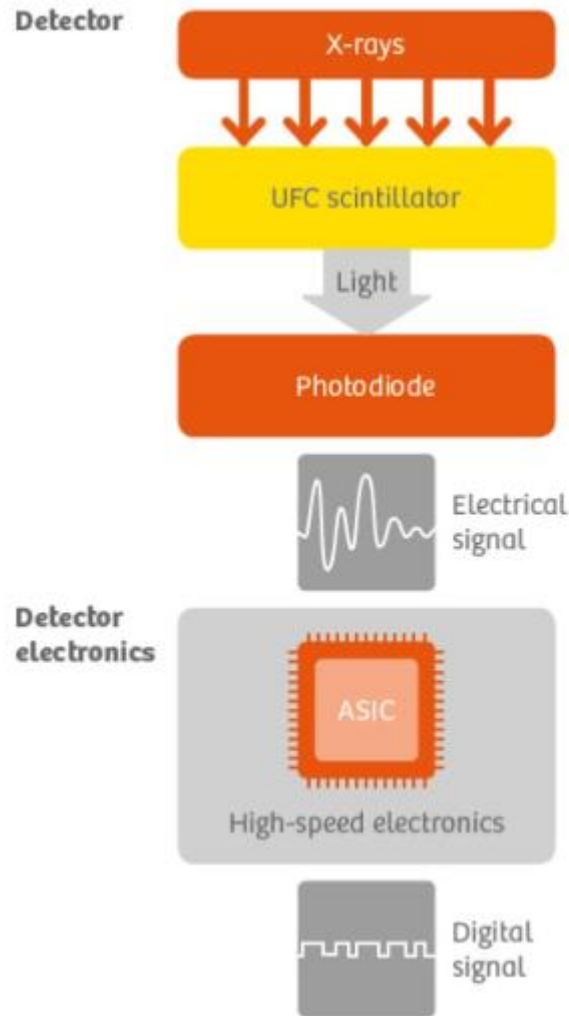 Detector
X-rays
UFC scintillator
Light
Photodiode
Electrical
signal
Detector
electronics
ASIC
High-speed electronics
Digital
signal